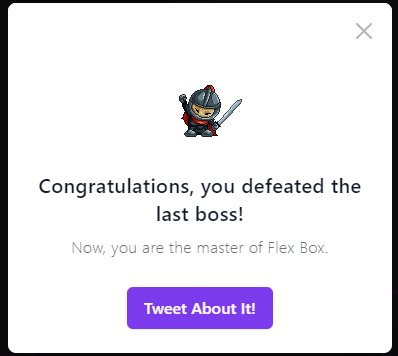 Congratulations, you defeated the
last boss!
Now, you are the master of Flex Box.
Tweet About It!